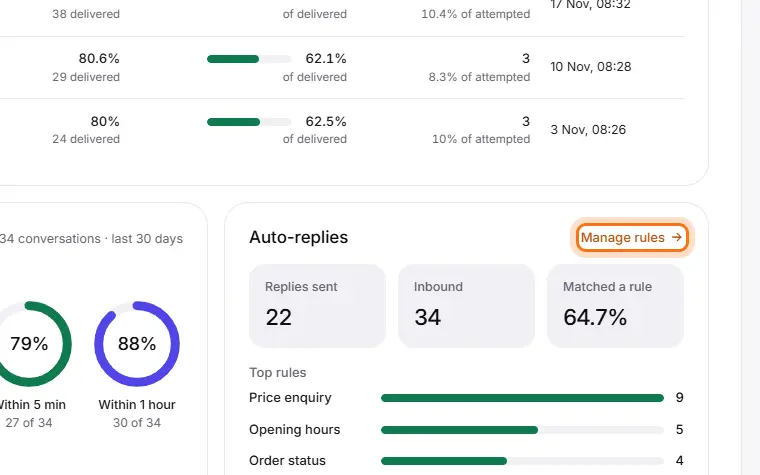 17 Nov, 08:32
38 delivered of delivered 10.4% of attempted
80.6% 62.1% 3
10 Nov, 08:28
29 delivered of delivered 8.3% of attempted
80% 62.5% 3
3 Nov, 08:26
24 delivered of delivered 10% of attempted
34 conversations · last 30 days
79%
88%
Within 5 min
27 of 34
Within 1 hour
30 of 34
Auto-replies
Manage rules →
Replies sent
22
Inbound
34
Matched a rule
64.7%
Top rules
Price enquiry 9
Opening hours 5
Order status 4